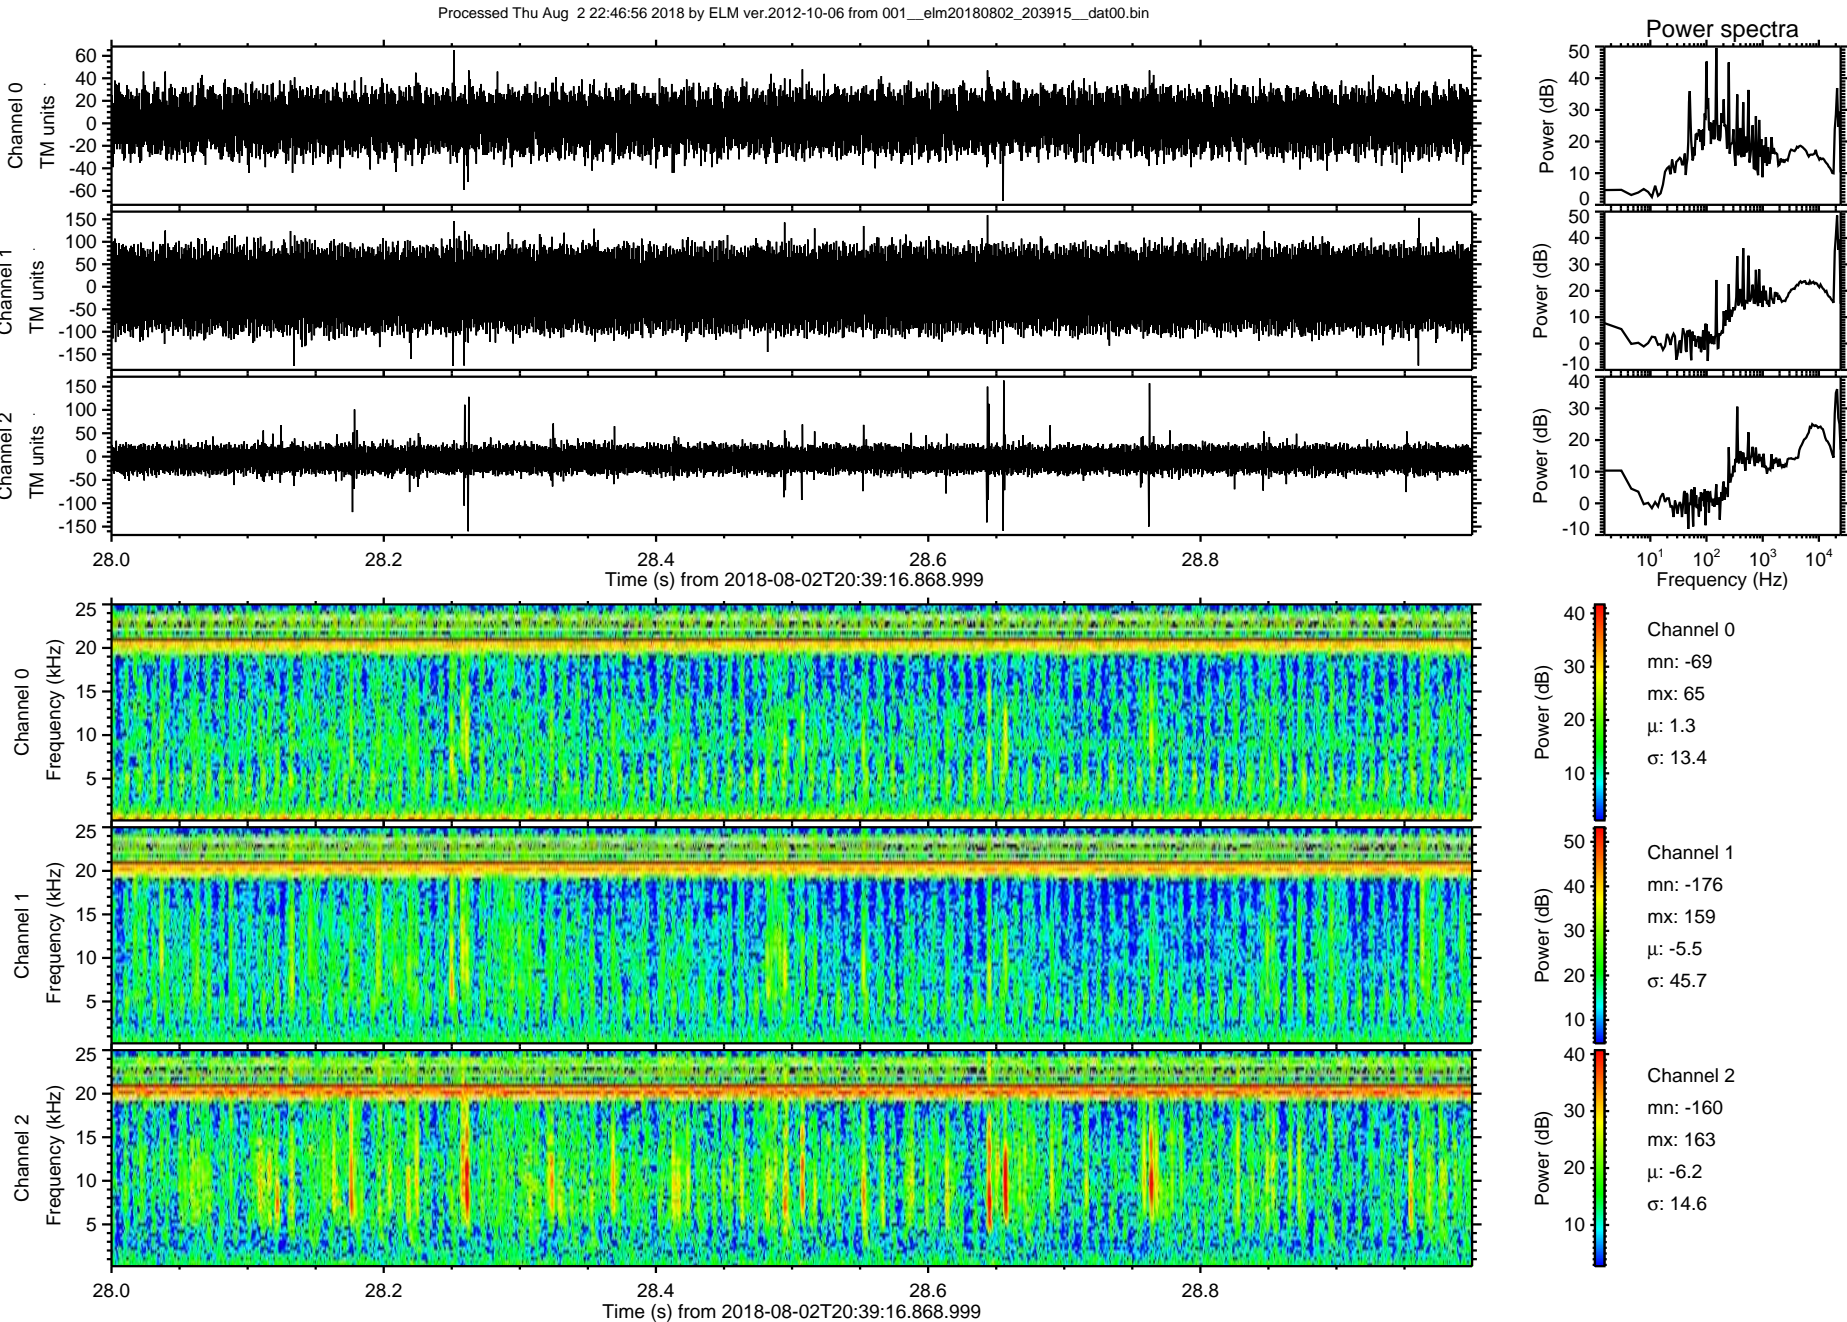 Processed Thu Aug  2 22:46:56 2018 by ELM ver.2012-10-06 from 001__elm20180802_203915__dat00.bin
Power spectra
Channel 0
TM units
60
40
20
0
-20
-40
-60
Power (dB)
50
40
30
20
10
0
Channel 1
TM units
150
100
50
0
-50
-100
-150
Power (dB)
50
40
30
20
10
0
-10
Channel 2
TM units
150
100
50
0
-50
-100
-150
Power (dB)
40
30
20
10
0
-10
28.0 28.2 28.4 28.6 28.8
Time (s) from 2018-08-02T20:39:16.868.999
10^1 10^2 10^3 10^4
Frequency (Hz)
Channel 0
Frequency (kHz)
25
20
15
10
5
Power (dB)
40
30
20
10
Channel 0
mn: -69
mx: 65
µ: 1.3
σ: 13.4
Channel 1
Frequency (kHz)
25
20
15
10
5
Power (dB)
50
40
30
20
10
Channel 1
mn: -176
mx: 159
µ: -5.5
σ: 45.7
Channel 2
Frequency (kHz)
25
20
15
10
5
Power (dB)
40
30
20
10
Channel 2
mn: -160
mx: 163
µ: -6.2
σ: 14.6
28.0 28.2 28.4 28.6 28.8
Time (s) from 2018-08-02T20:39:16.868.999